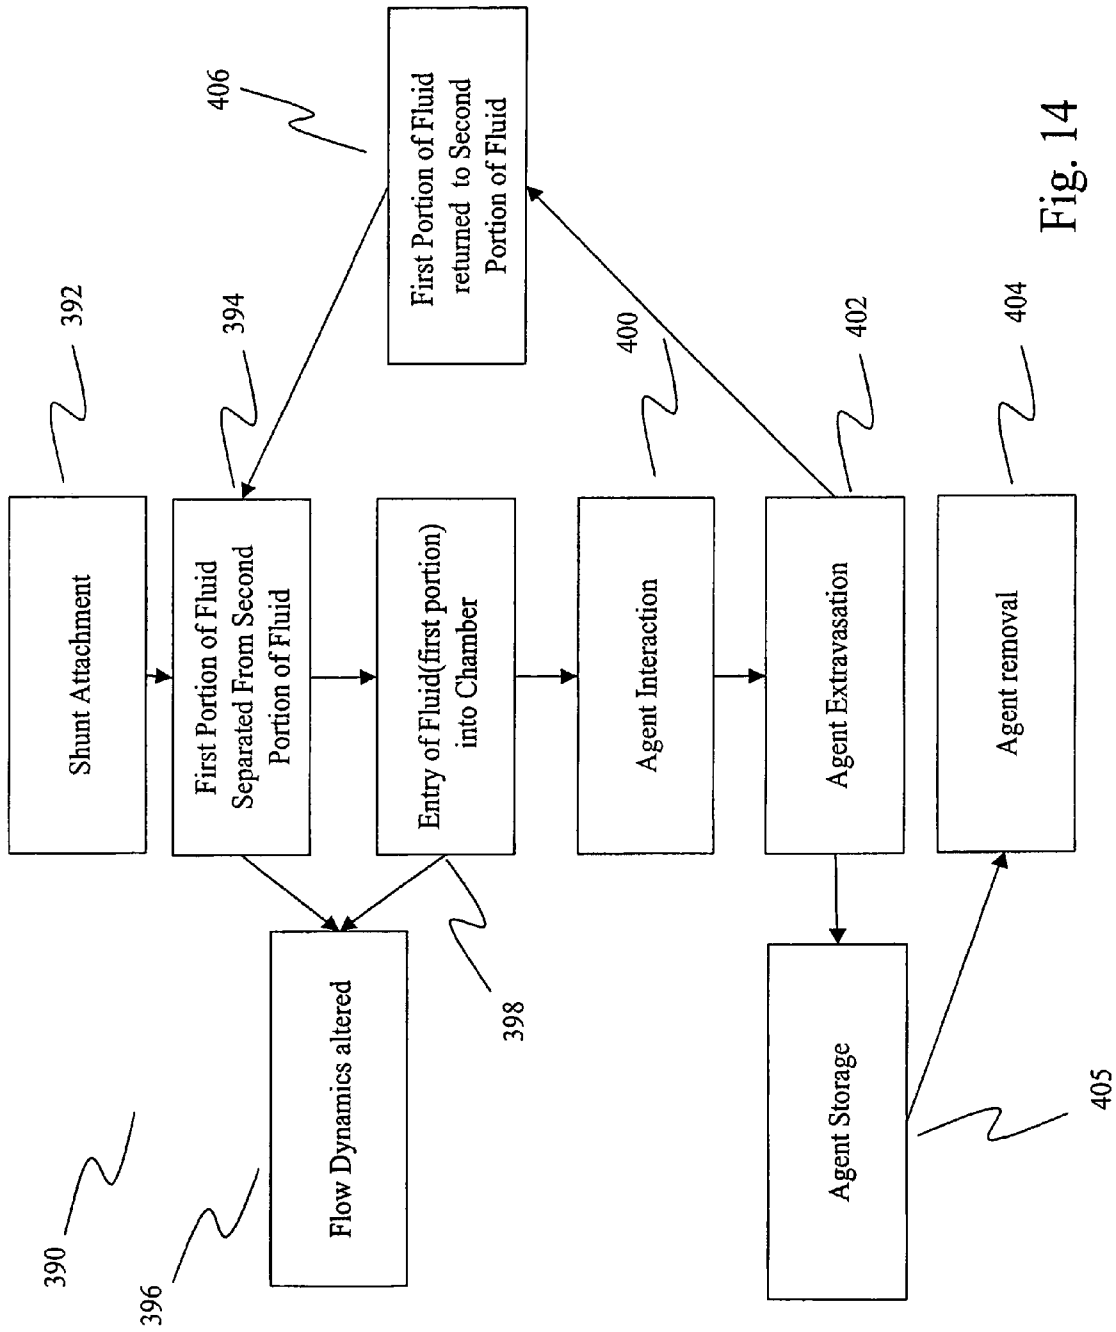 390
396
Flow Dynamics altered
398
405
Agent Storage
Shunt Attachment
392
First Portion of Fluid
Separated From Second
Portion of Fluid
394
Entry of Fluid(first portion)
into Chamber
Agent Interaction
400
Agent Extravasation
402
Agent removal
404
406
First Portion of Fluid
returned to Second
Portion of Fluid
Fig. 14